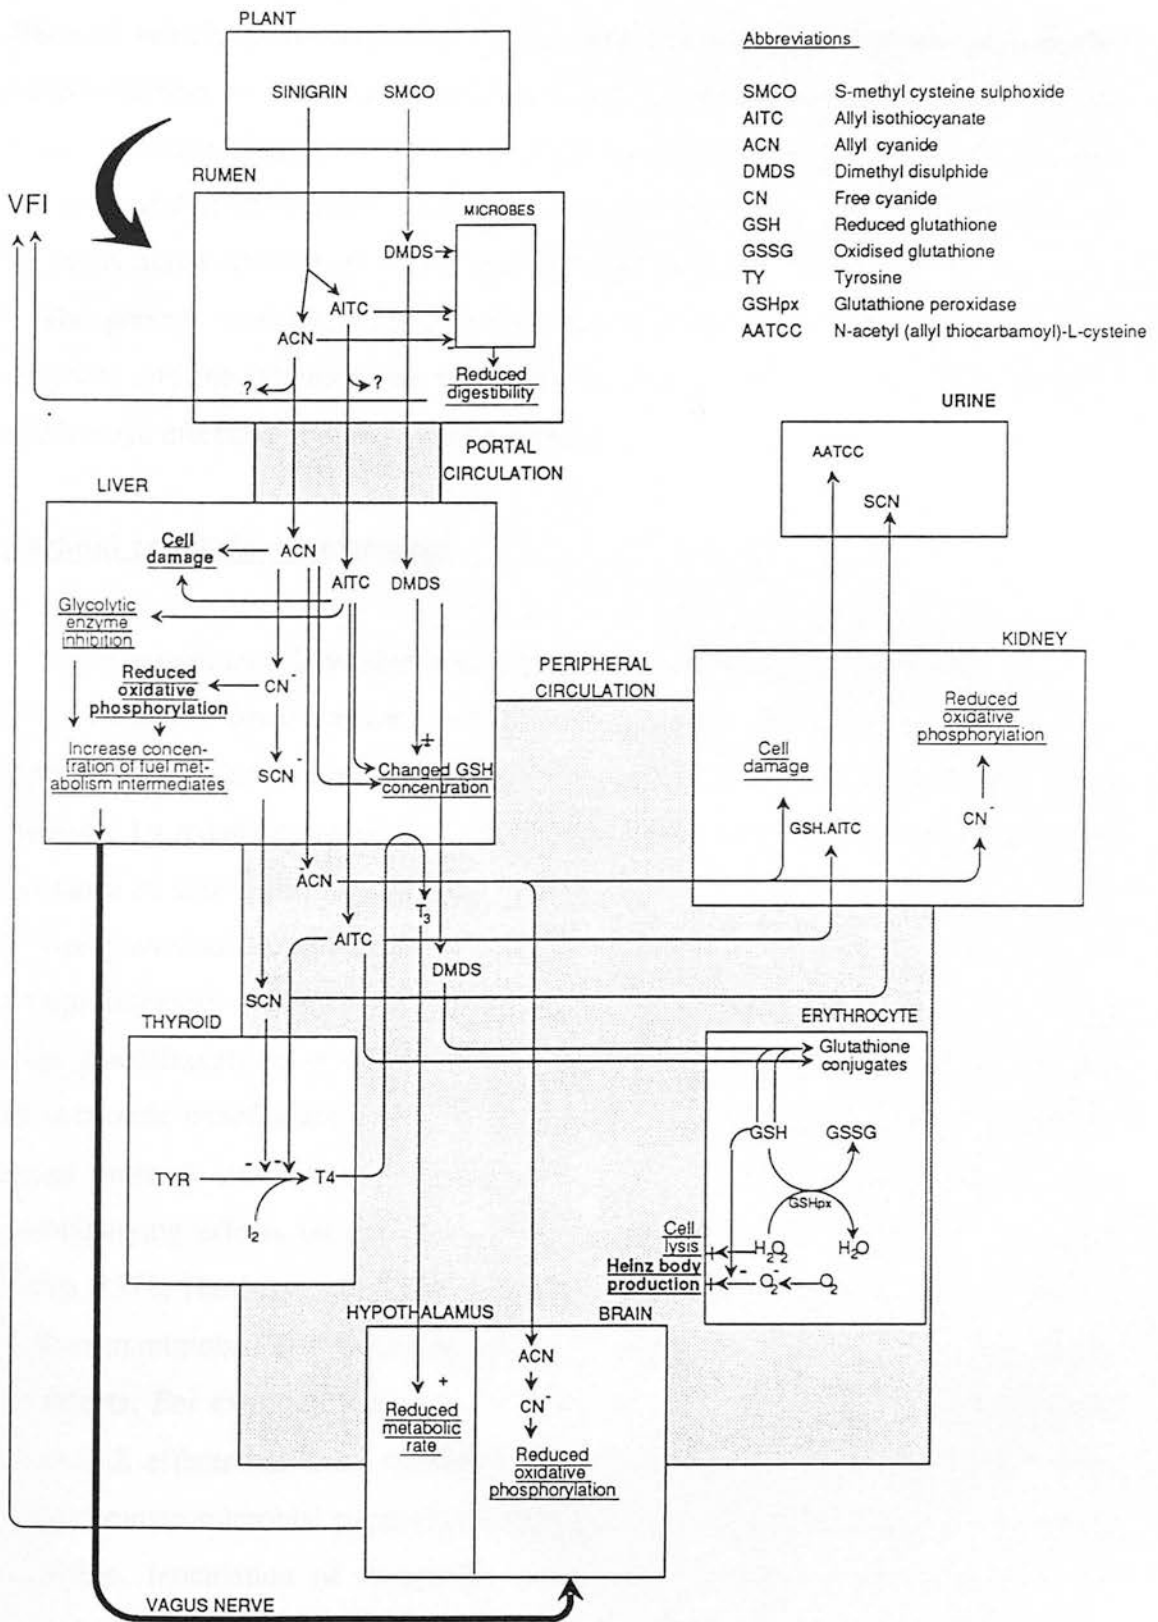 PLANT
Abbreviations
SMCO S-methyl cysteine sulphoxide
AITC Allyl isothiocyanate
ACN Allyl cyanide
DMDS Dimethyl disulphide
CN Free cyanide
GSH Reduced glutathione
GSSG Oxidised glutathione
TY Tyrosine
GSHpx Glutathione peroxidase
AATCC N-acetyl (allyl thiocarbamoyl)-L-cysteine
SINIGRIN SMCO
RUMEN
VFI
MICROBES
DMDS -
AITC -
ACN -
? ?
Reduced
digestibility
PORTAL
CIRCULATION
URINE
AATCC
SCN
LIVER
Cell
damage
ACN
AITC DMDS
Glycolytic
enzyme
inhibition
Reduced
oxidative
phosphorylation
CN-
Increase concen-
tration of fuel met-
abolism intermediates
SCN-
±
Changed GSH
concentration
PERIPHERAL
CIRCULATION
KIDNEY
Reduced
oxidative
phosphorylation
Cell
damage
GSH.AITC
CN-
ACN
T3
AITC
DMDS
SCN-
THYROID
TYR - - T4
I2
ERYTHROCYTE
Glutathione
conjugates
GSH GSSG
GSHpx
Cell
lysis
H2O2 H2O
Heinz body
production
- O2- O2
HYPOTHALAMUS BRAIN
ACN
+
CN-
Reduced
metabolic
rate
Reduced
oxidative
phosphorylation
VAGUS NERVE